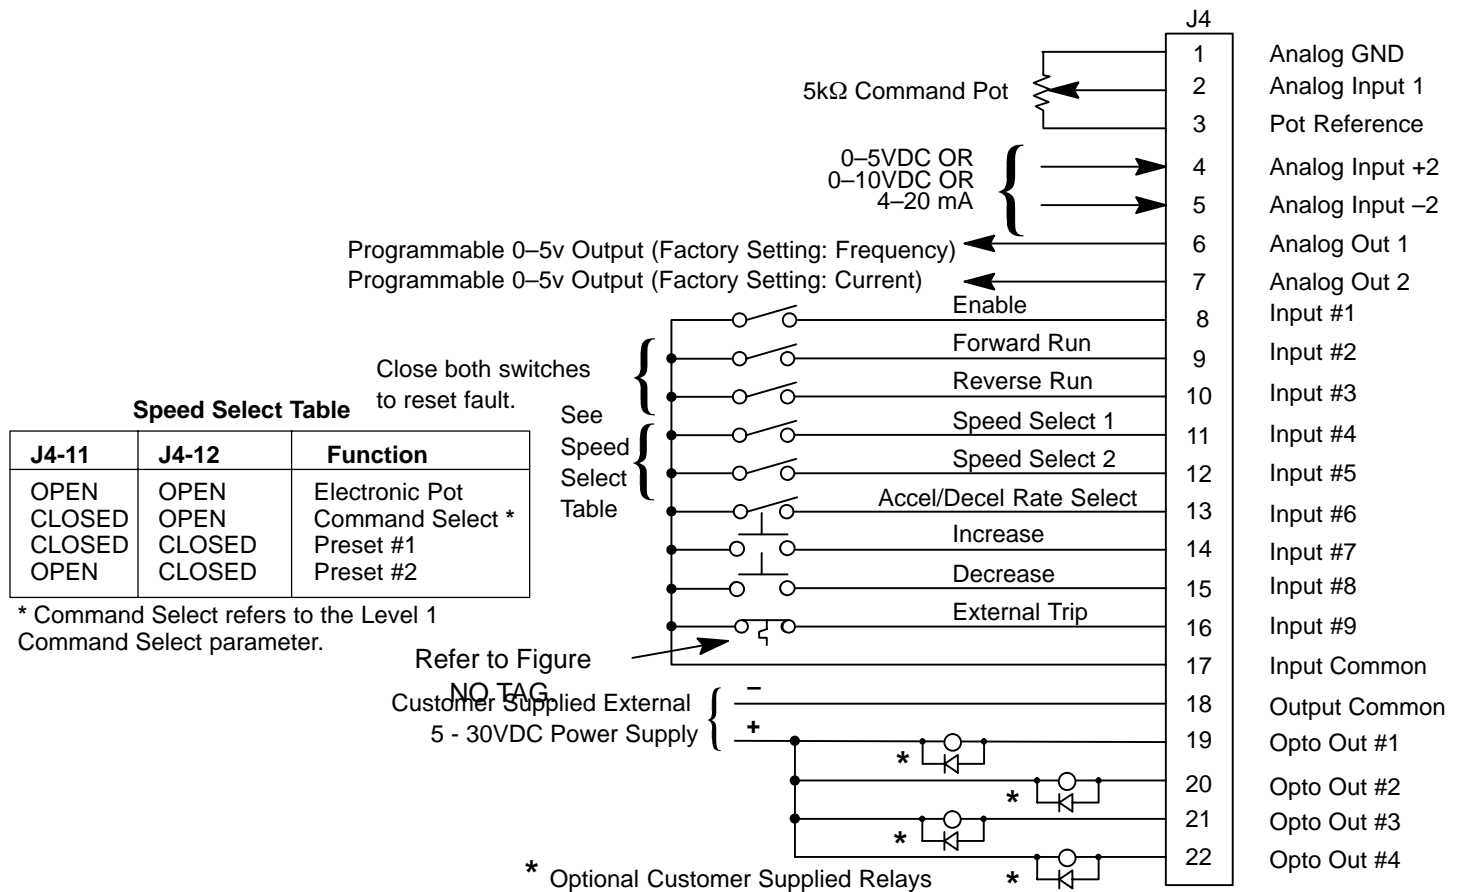 J4
1 Analog GND
5kΩ Command Pot 2 Analog Input 1
3 Pot Reference
0–5VDC OR
0–10VDC OR
4–20 mA
4 Analog Input +2
5 Analog Input –2
Programmable 0–5v Output (Factory Setting: Frequency) 6 Analog Out 1
Programmable 0–5v Output (Factory Setting: Current) 7 Analog Out 2
Enable 8 Input #1
Forward Run 9 Input #2
Close both switches
to reset fault.
Reverse Run 10 Input #3
See
Speed
Select
Table
Speed Select 1 11 Input #4
Speed Select 2 12 Input #5
Accel/Decel Rate Select 13 Input #6
Increase 14 Input #7
Decrease 15 Input #8
External Trip 16 Input #9
17 Input Common
Speed Select Table
J4-11 J4-12 Function
OPEN OPEN Electronic Pot
CLOSED OPEN Command Select *
CLOSED CLOSED Preset #1
OPEN CLOSED Preset #2
* Command Select refers to the Level 1
Command Select parameter.
Refer to Figure
NO TAG.
Customer Supplied External
5 - 30VDC Power Supply
– 18 Output Common
+ * 19 Opto Out #1
* 20 Opto Out #2
* 21 Opto Out #3
* 22 Opto Out #4
* Optional Customer Supplied Relays